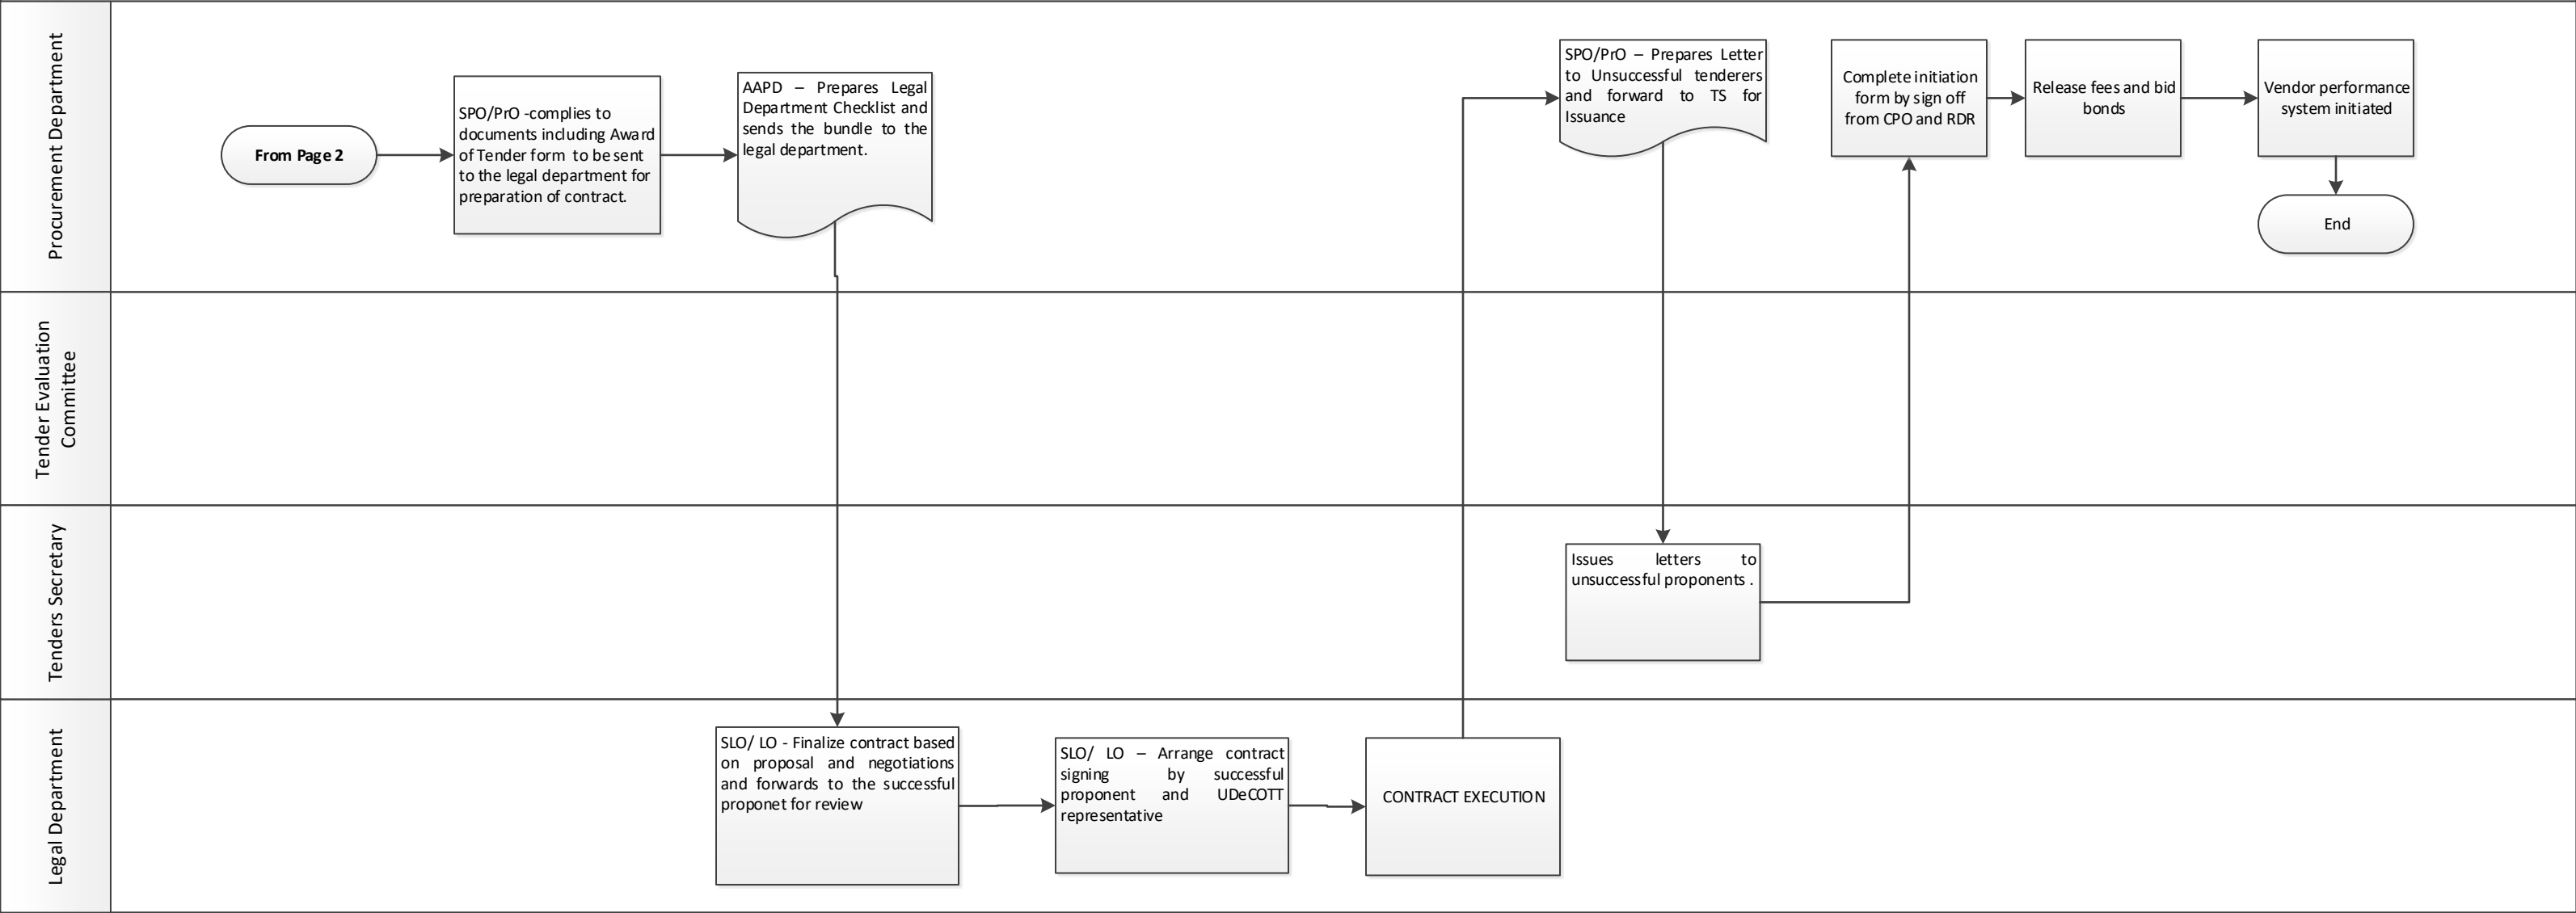 Procurement Department
From Page 2
SPO/PrO -complies to
documents including Award
of Tender form to be sent
to the legal department for
preparation of contract.
AAPD – Prepares Legal
Department Checklist and
sends the bundle to the
legal department.
SPO/PrO – Prepares Letter
to Unsuccessful tenderers
and forward to TS for
Issuance
Complete initiation
form by sign off
from CPO and RDR
Release fees and bid
bonds
Vendor performance
system initiated
End
Tender Evaluation
Committee
Tenders Secretary
Issues letters to
unsuccessful proponents .
Legal Department
SLO/ LO - Finalize contract based
on proposal and negotiations
and forwards to the successful
proponet for review
SLO/ LO – Arrange contract
signing by successful
proponent and UDeCOTT
representative
CONTRACT EXECUTION